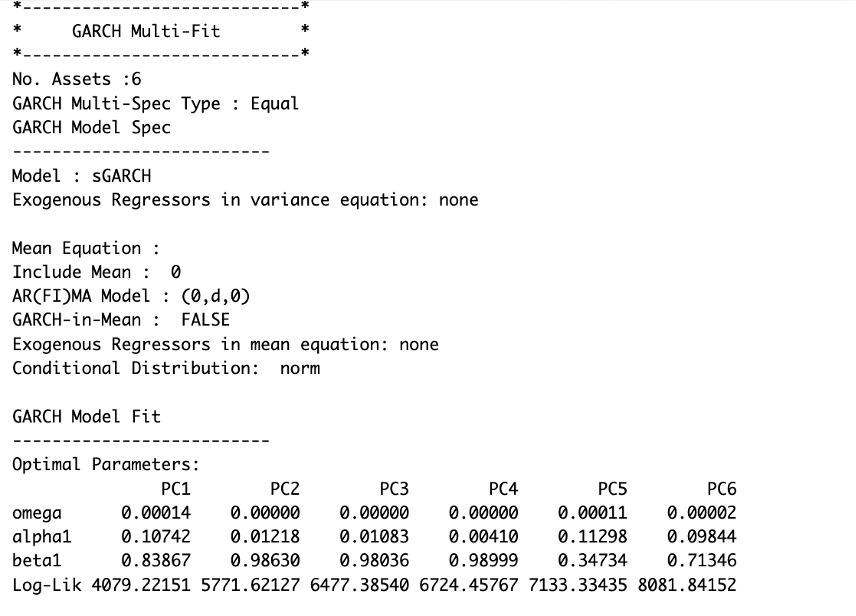 *----------------------------*
*     GARCH Multi-Fit        *
*----------------------------*
No. Assets :6
GARCH Multi-Spec Type : Equal
GARCH Model Spec
--------------------------
Model : sGARCH
Exogenous Regressors in variance equation: none

Mean Equation :
Include Mean :  0
AR(FI)MA Model : (0,d,0)
GARCH-in-Mean :  FALSE
Exogenous Regressors in mean equation: none
Conditional Distribution:  norm

GARCH Model Fit
--------------------------
Optimal Parameters:
               PC1        PC2        PC3        PC4        PC5        PC6
omega      0.00014    0.00000    0.00000    0.00000    0.00011    0.00002
alpha1     0.10742    0.01218    0.01083    0.00410    0.11298    0.09844
beta1      0.83867    0.98630    0.98036    0.98999    0.34734    0.71346
Log-Lik 4079.22151 5771.62127 6477.38540 6724.45767 7133.33435 8081.84152